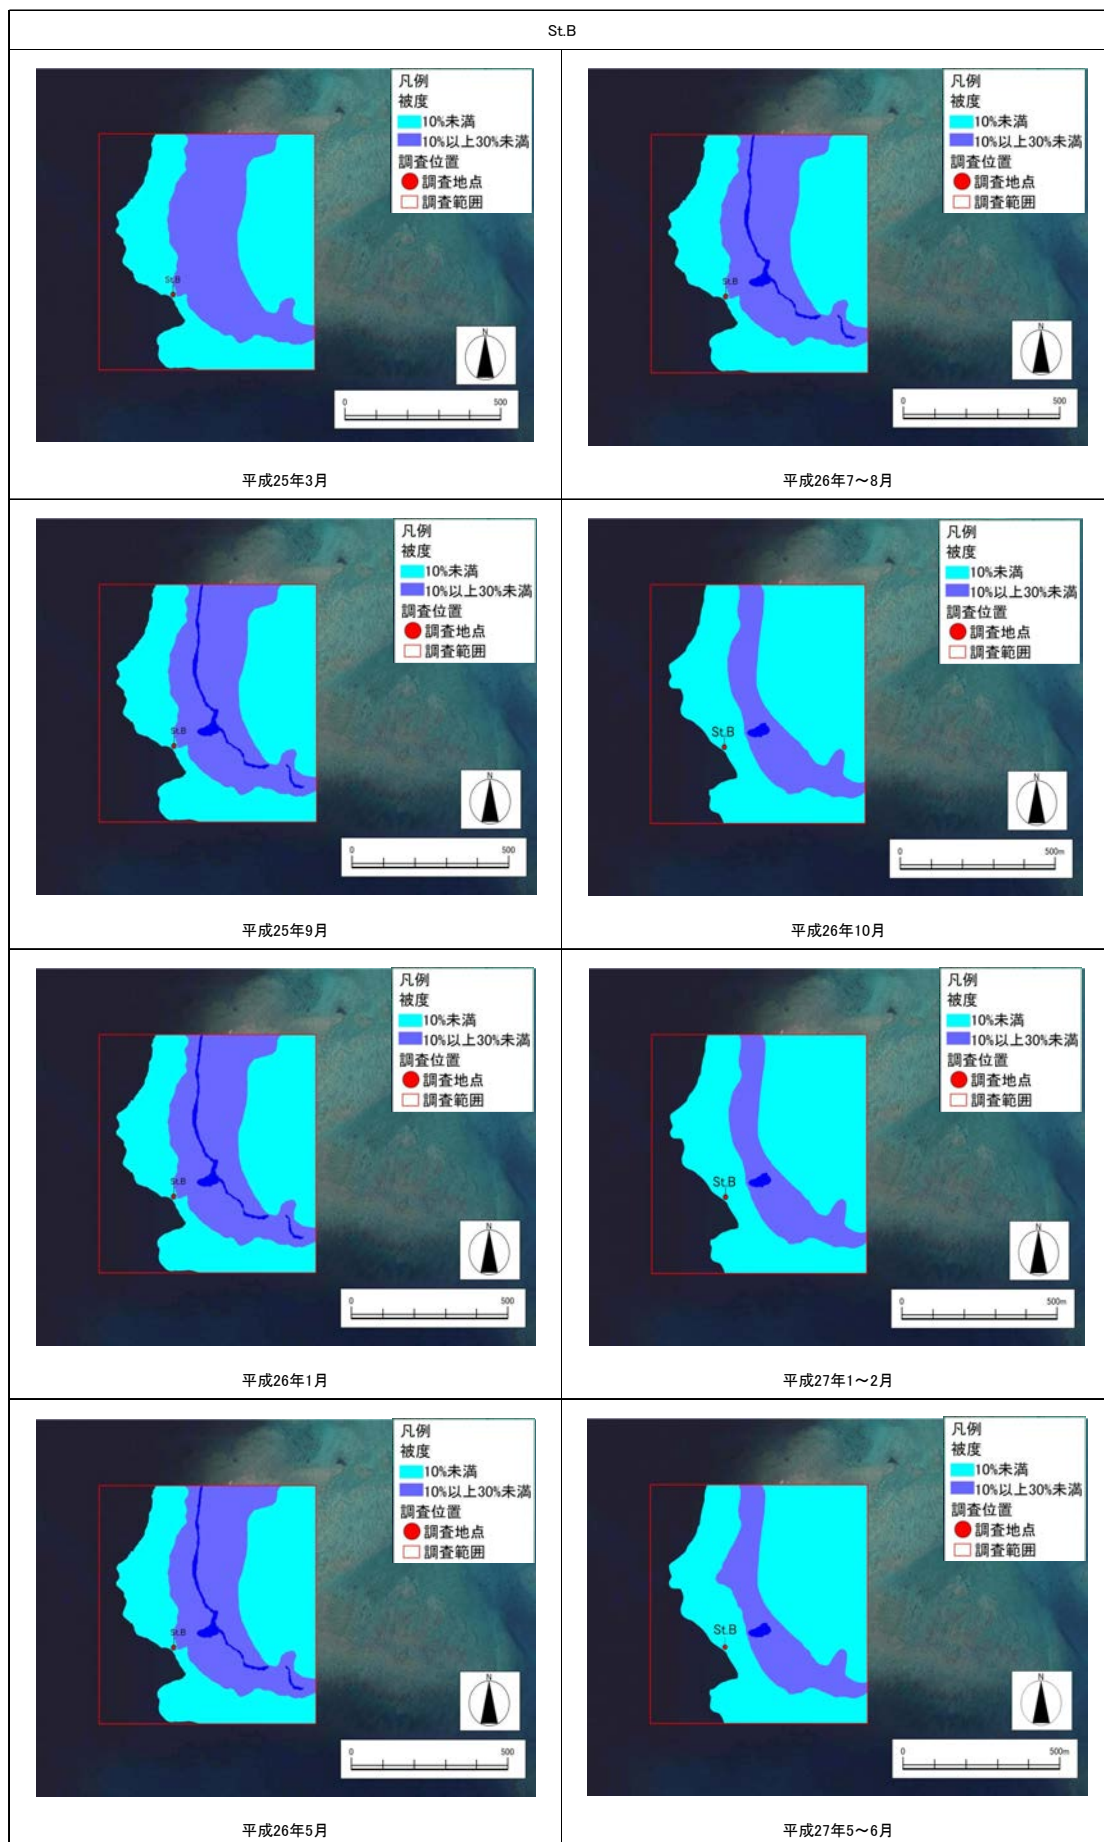 St.B
凡例
被度
10%未満
10%以上30%未満
調査位置
調査地点
調査範囲
St.B
N
0 500
平成25年3月
凡例
被度
10%未満
10%以上30%未満
調査位置
調査地点
調査範囲
St.B
N
0 500
平成26年7～8月
凡例
被度
10%未満
10%以上30%未満
調査位置
調査地点
調査範囲
St.B
N
0 500
平成25年9月
凡例
被度
10%未満
10%以上30%未満
調査位置
調査地点
調査範囲
St.B
N
0 500m
平成26年10月
凡例
被度
10%未満
10%以上30%未満
調査位置
調査地点
調査範囲
St.B
N
0 500
平成26年1月
凡例
被度
10%未満
10%以上30%未満
調査位置
調査地点
調査範囲
St.B
N
0 500m
平成27年1～2月
凡例
被度
10%未満
10%以上30%未満
調査位置
調査地点
調査範囲
St.B
N
0 500
平成26年5月
凡例
被度
10%未満
10%以上30%未満
調査位置
調査地点
調査範囲
St.B
N
0 500m
平成27年5～6月